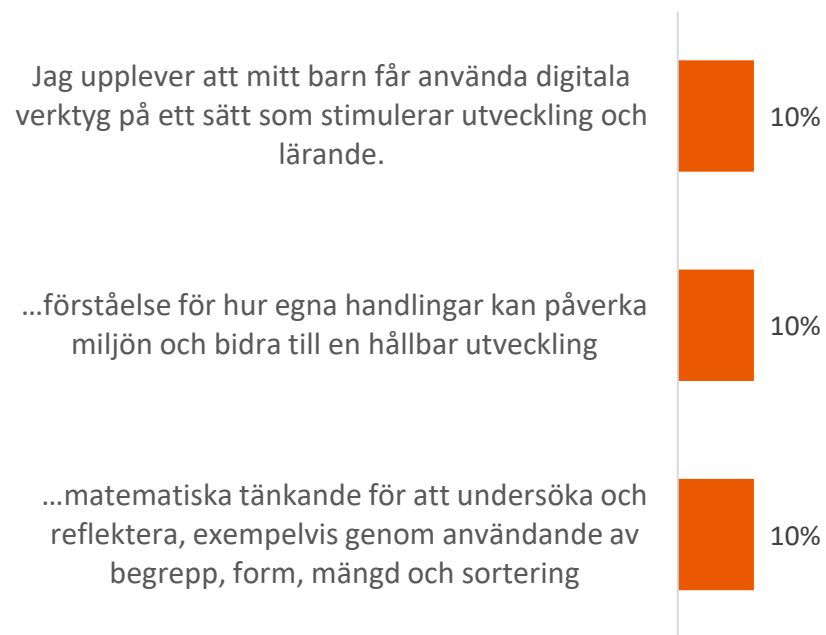 Jag upplever att mitt barn får använda digitala
verktyg på ett sätt som stimulerar utveckling och
lärande.
10%
…förståelse för hur egna handlingar kan påverka
miljön och bidra till en hållbar utveckling
10%
…matematiska tänkande för att undersöka och
reflektera, exempelvis genom användande av
begrepp, form, mängd och sortering
10%